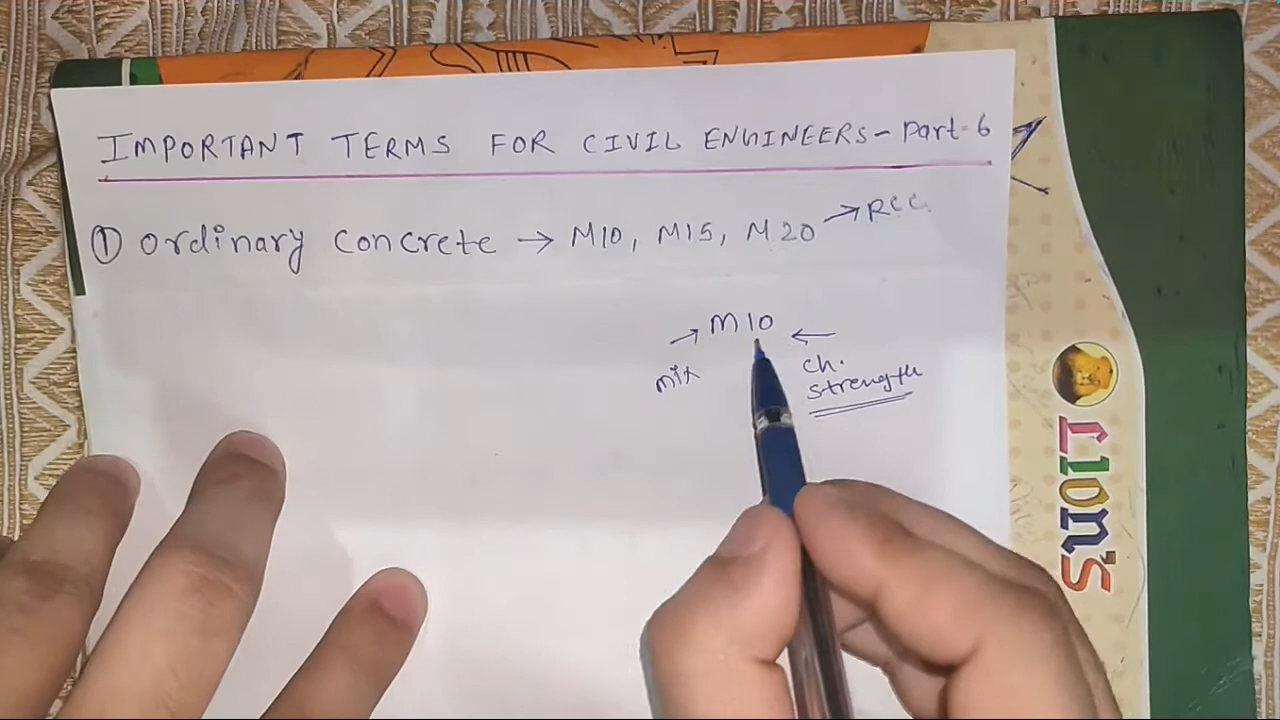 IMPORTANT TERMS FOR CIVIL ENGINEERS - Part-6
① Ordinary Concrete → M10, M15, M20 → RCC
→ M10 ←
mix
ch.
strength
LION'S